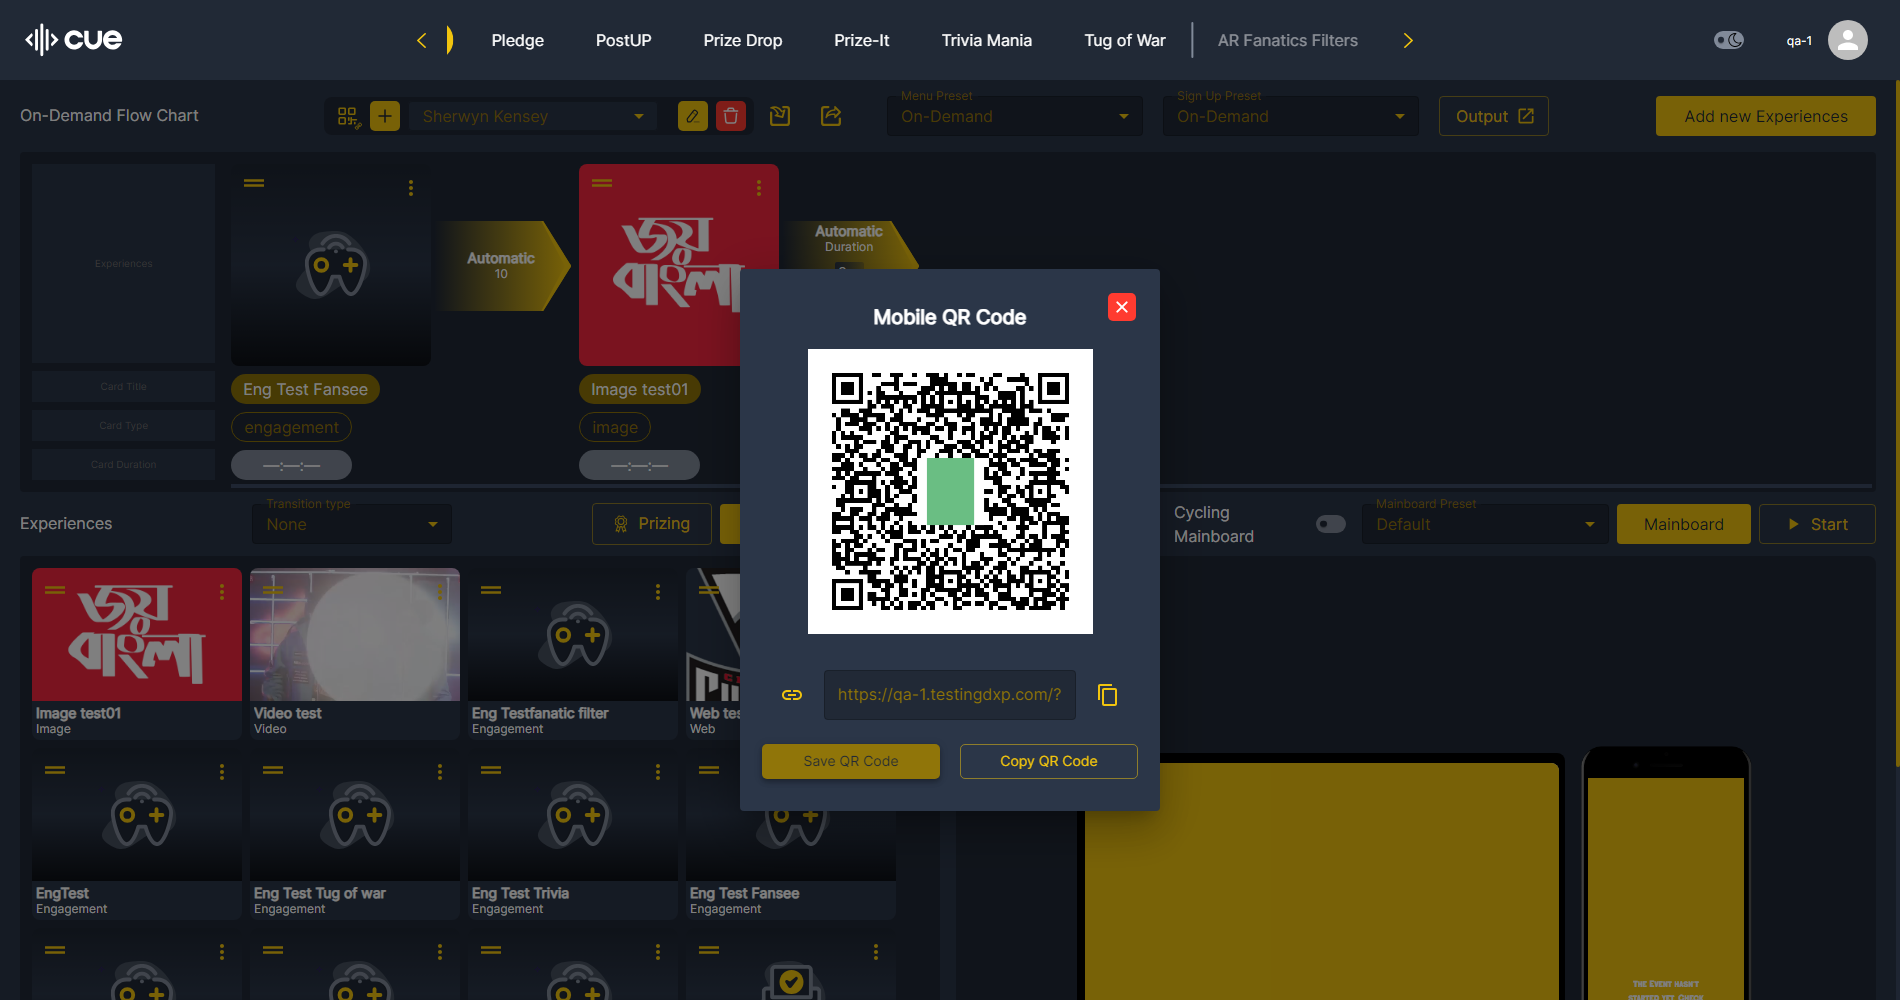 cue
Pledge
PostUP
Prize Drop
Prize-It
Trivia Mania
Tug of War
AR Fanatics Filters
qa-1
On-Demand Flow Chart
Sherwyn Kensey
Menu Preset
On-Demand
Sign Up Preset
On-Demand
Output
Add new Experiences
Experiences
Card Title
Card Type
Card Duration
Automatic
10
জয়
বাংলা
Automatic
Duration
Eng Test Fansee
engagement
—:—:—
Image test01
image
—:—:—
Mobile QR Code
https://qa-1.testingdxp.com/?
Save QR Code
Copy QR Code
Experiences
Transition type
None
Prizing
Cycling
Mainboard
Mainboard Preset
Default
Mainboard
Start
জয়
বাংলা
Image test01
Image
Video test
Video
Eng Testfanatic filter
Engagement
Web
EngTest
Engagement
Eng Test Tug of war
Engagement
Eng Test Trivia
Engagement
Eng Test Fansee
Engagement
The Event hasn't
started yet. Check